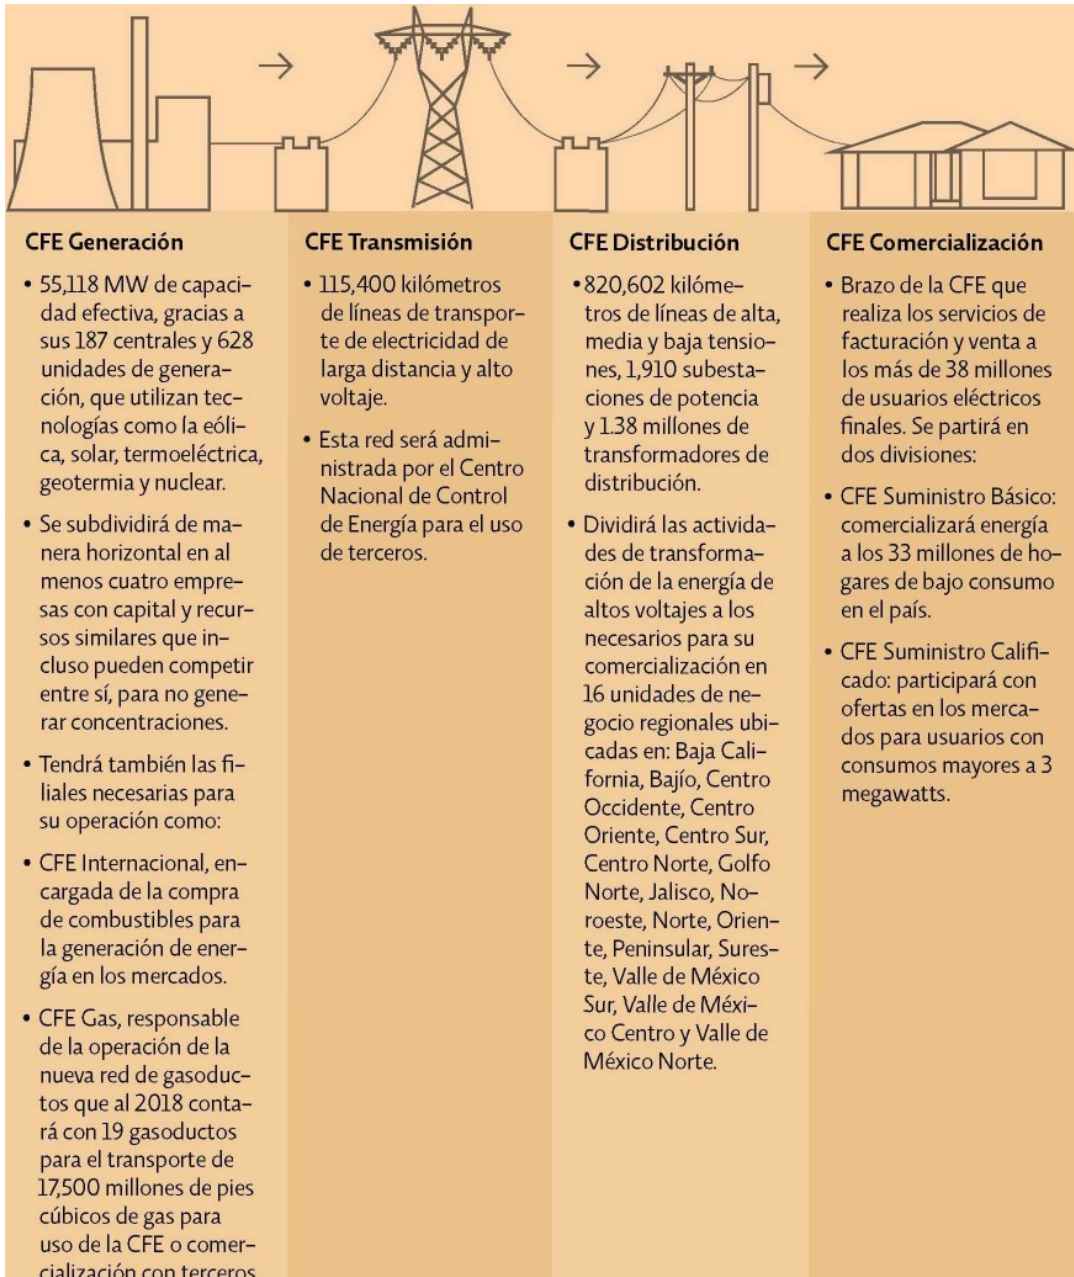 CFE Generación
• 55,118 MW de capaci-
dad efectiva, gracias a
sus 187 centrales y 628
unidades de genera-
ción, que utilizan tec-
nologías como la eóli-
ca, solar, termoeléctrica,
geotermia y nuclear.
• Se subdividirá de ma-
nera horizontal en al
menos cuatro empre-
sas con capital y recur-
sos similares que in-
cluso pueden competir
entre sí, para no gene-
rar concentraciones.
• Tendrá también las fi-
liales necesarias para
su operación como:
• CFE Internacional, en-
cargada de la compra
de combustibles para
la generación de ener-
gía en los mercados.
• CFE Gas, responsable
de la operación de la
nueva red de gasoduc-
tos que al 2018 conta-
rá con 19 gasoductos
para el transporte de
17,500 millones de pies
cúbicos de gas para
uso de la CFE o comer-
cialización con terceros
CFE Transmisión
• 115,400 kilómetros
de líneas de transpor-
te de electricidad de
larga distancia y alto
voltaje.
• Esta red será admi-
nistrada por el Centro
Nacional de Control
de Energía para el uso
de terceros.
CFE Distribución
• 820,602 kilóme-
tros de líneas de alta,
media y baja tensio-
nes, 1,910 subesta-
ciones de potencia
y 1.38 millones de
transformadores de
distribución.
• Dividirá las activida-
des de transforma-
ción de la energía de
altos voltajes a los
necesarios para su
comercialización en
16 unidades de ne-
gocio regionales ubi-
cadas en: Baja Cali-
fornia, Bajío, Centro
Occidente, Centro
Oriente, Centro Sur,
Centro Norte, Golfo
Norte, Jalisco, No-
roeste, Norte, Orien-
te, Peninsular, Sures-
te, Valle de México
Sur, Valle de Méxi-
co Centro y Valle de
México Norte.
CFE Comercialización
• Brazo de la CFE que
realiza los servicios de
facturación y venta a
los más de 38 millones
de usuarios eléctricos
finales. Se partirá en
dos divisiones:
• CFE Suministro Básico:
comercializará energía
a los 33 millones de ho-
gares de bajo consumo
en el país.
• CFE Suministro Califi-
cado: participará con
ofertas en los merca-
dos para usuarios con
consumos mayores a 3
megawatts.